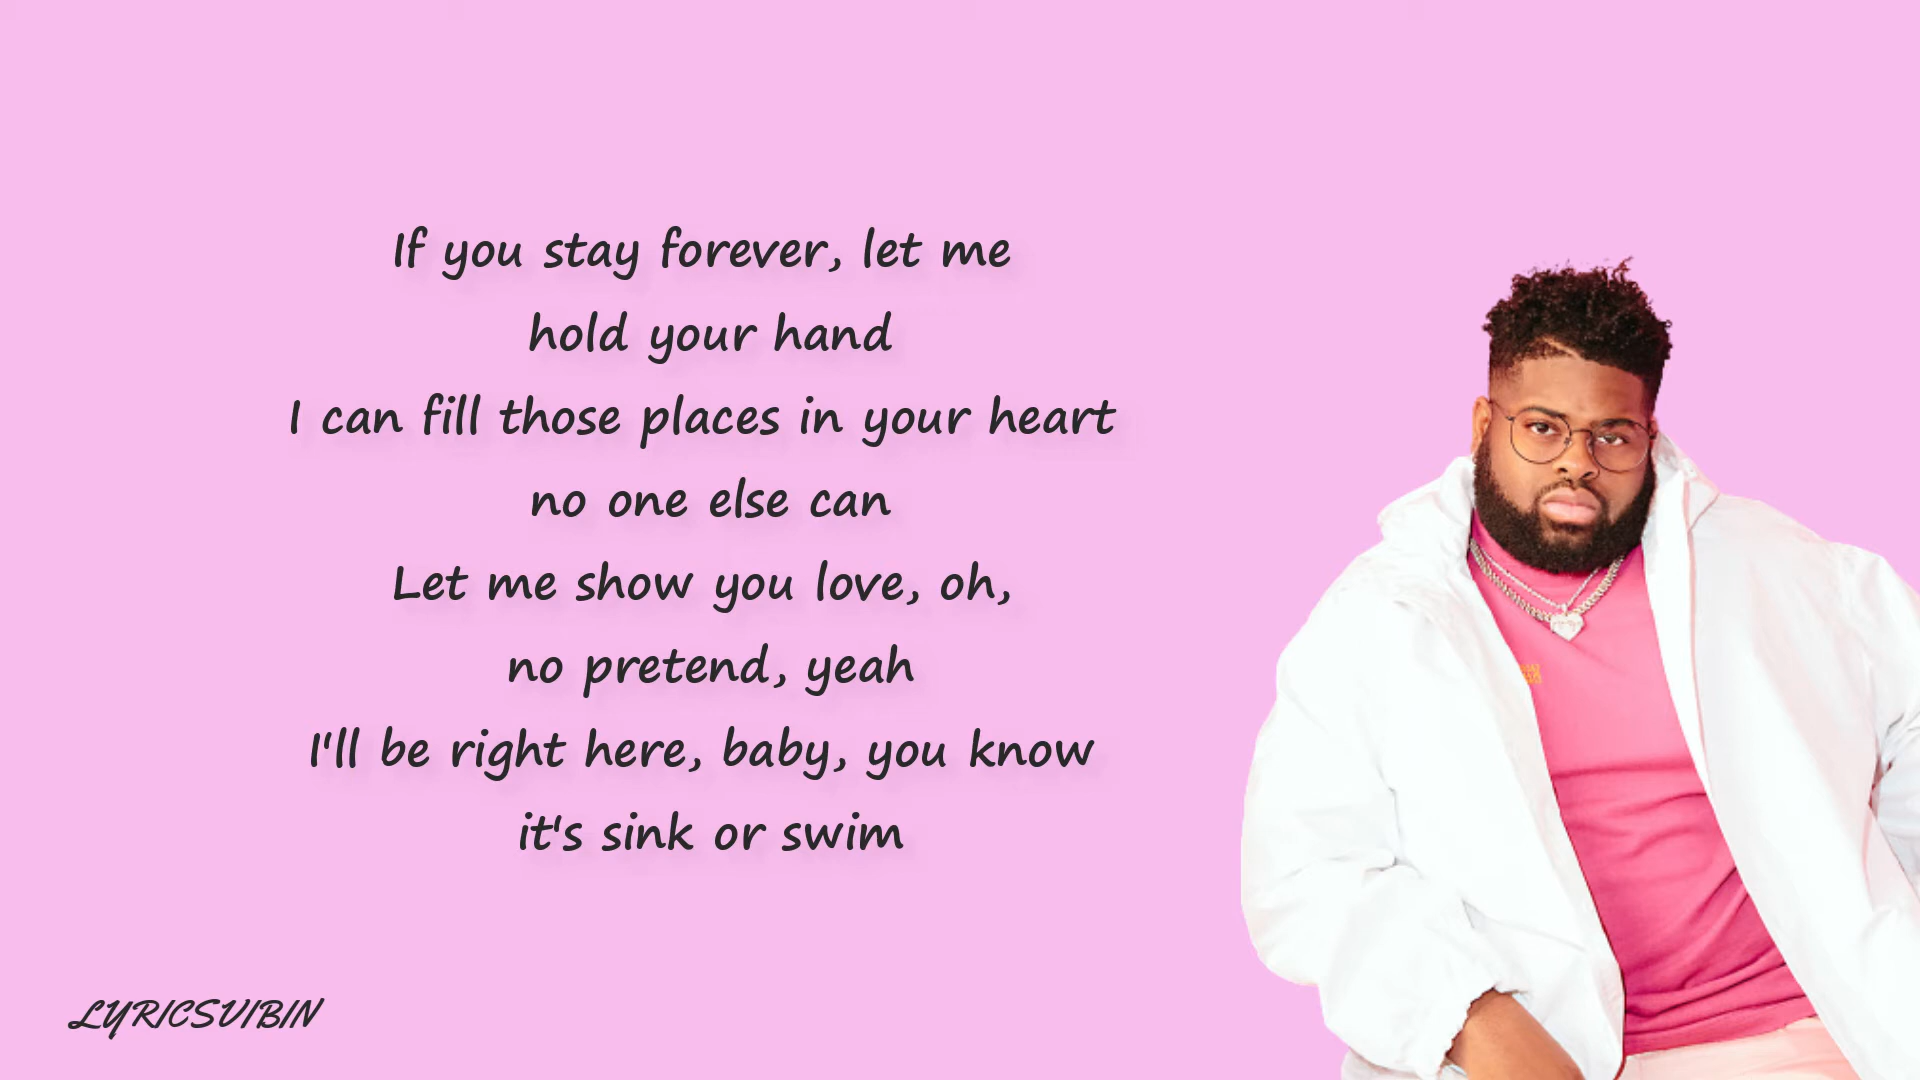 If you stay forever, let me
hold your hand
I can fill those places in your heart
no one else can
Let me show you love, oh,
no pretend, yeah
I'll be right here, baby, you know
it's sink or swim
LYRICSVIBIN